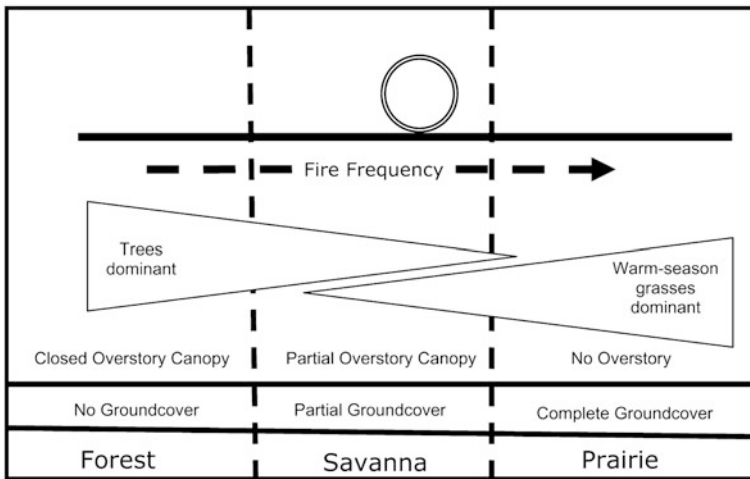 Fire Frequency
Trees
dominant
Warm-season
grasses
dominant
Closed Overstory Canopy
Partial Overstory Canopy
No Overstory
No Groundcover
Partial Groundcover
Complete Groundcover
Forest
Savanna
Prairie